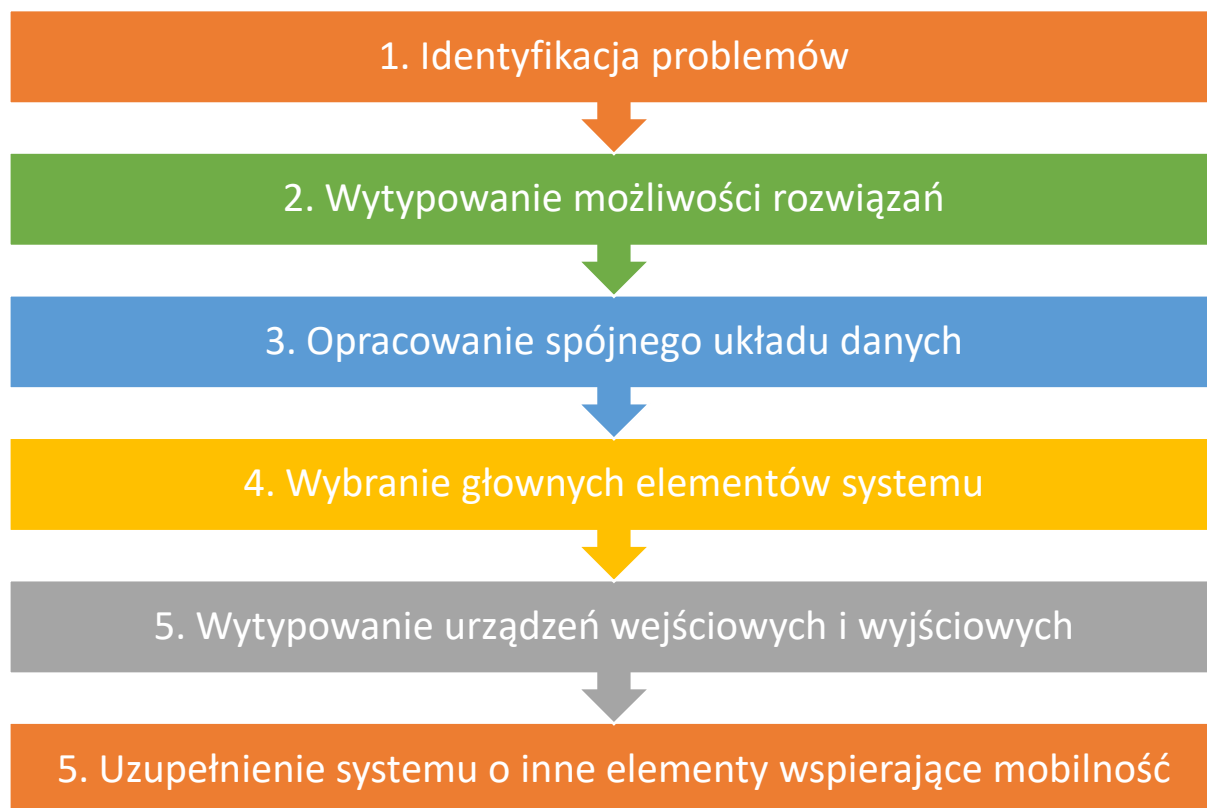 1. Identyfikacja problemów
2. Wytypowanie możliwości rozwiązań
3. Opracowanie spójnego układu danych
4. Wybranie głownych elementów systemu
5. Wytypowanie urządzeń wejściowych i wyjściowych
5. Uzupełnienie systemu o inne elementy wspierające mobilność